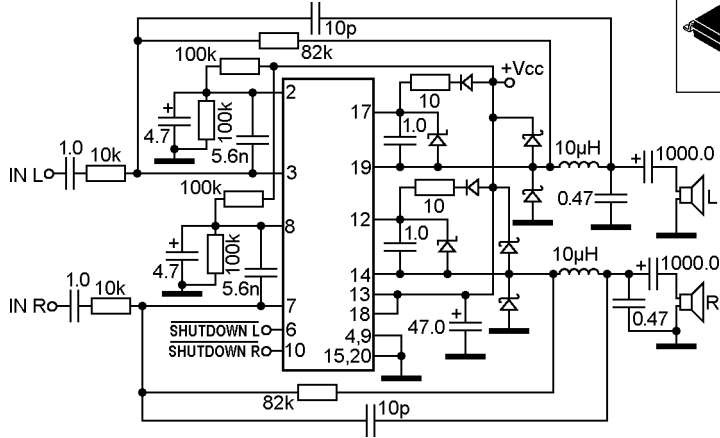 10p
82k
100k
+Vcc
2
17
10
+
4.7
100k
1.0
5.6n
1.0
10k
10µH
+
1000.0
IN L
3
19
L
100k
0.47
10
8
12
+
4.7
100k
1.0
5.6n
10µH
+
1000.0
1.0
10k
14
IN R
7
13
R
18
+
47.0
0.47
SHUTDOWN L
6
4,9
SHUTDOWN R
10
15,20
82k
10p